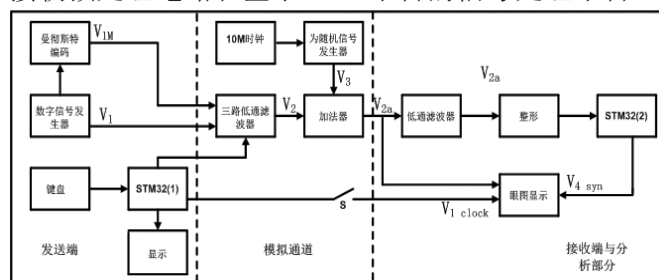 曼彻斯特
编码
V1M
10M时钟
为随机信号
发生器
V3
V2a
数字信号发
生器
V1
三路低通滤
波器
V2
加法器
V2a
低通滤波器
整形
STM32(2)
键盘
STM32(1)
S
V1 clock
眼图显示
V4 syn
显示
发送端
模拟通道
接收端与分
析部分